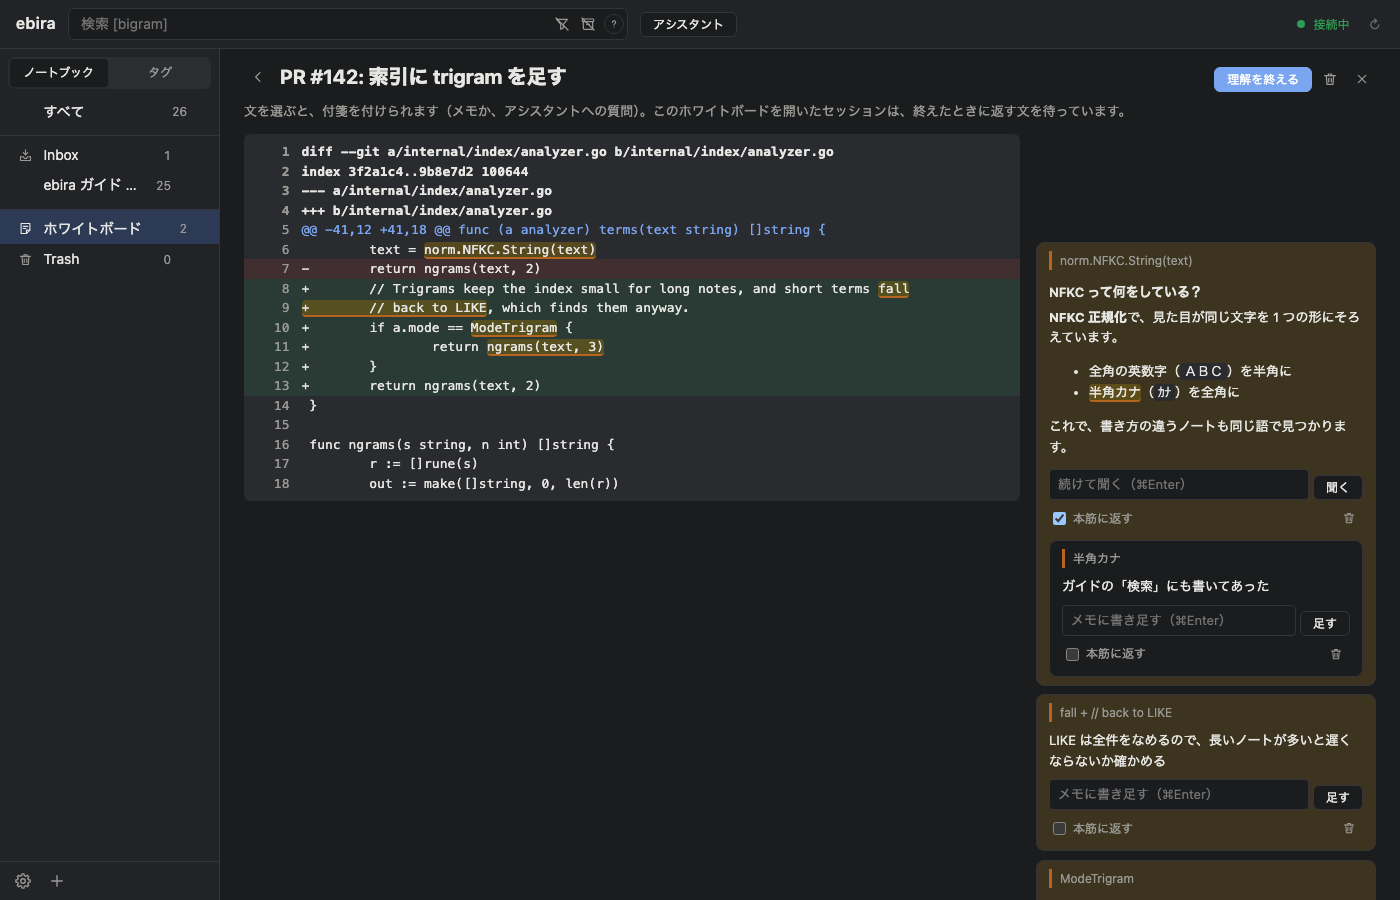 ebira
検索 [bigram]
?
アシスタント
接続中
ノートブック
タグ
すべて 26
Inbox 1
ebira ガイド ... 25
ホワイトボード 2
Trash 0
PR #142: 索引に trigram を足す
理解を終える
文を選ぶと、付箋を付けられます（メモか、アシスタントへの質問）。このホワイトボードを開いたセッションは、終えたときに返す文を待っています。
1 diff --git a/internal/index/analyzer.go b/internal/index/analyzer.go
2 index 3f2a1c4..9b8e7d2 100644
3 --- a/internal/index/analyzer.go
4 +++ b/internal/index/analyzer.go
5 @@ -41,12 +41,18 @@ func (a analyzer) terms(text string) []string {
6 text = norm.NFKC.String(text)
7 - return ngrams(text, 2)
8 + // Trigrams keep the index small for long notes, and short terms fall
9 + // back to LIKE, which finds them anyway.
10 + if a.mode == ModeTrigram {
11 + return ngrams(text, 3)
12 + }
13 + return ngrams(text, 2)
14 }
15
16 func ngrams(s string, n int) []string {
17 r := []rune(s)
18 out := make([]string, 0, len(r))
norm.NFKC.String(text)
NFKC って何をしている？
NFKC 正規化で、見た目が同じ文字を 1 つの形にそろ
えています。
• 全角の英数字（ＡＢＣ）を半角に
• 半角カナ（ｶﾅ）を全角に
これで、書き方の違うノートも同じ語で見つかりま
す。
続けて聞く（⌘Enter）
聞く
本筋に返す
半角カナ
ガイドの「検索」にも書いてあった
メモに書き足す（⌘Enter）
足す
本筋に返す
fall + // back to LIKE
LIKE は全件をなめるので、長いノートが多いと遅く
ならないか確かめる
メモに書き足す（⌘Enter）
足す
本筋に返す
ModeTrigram